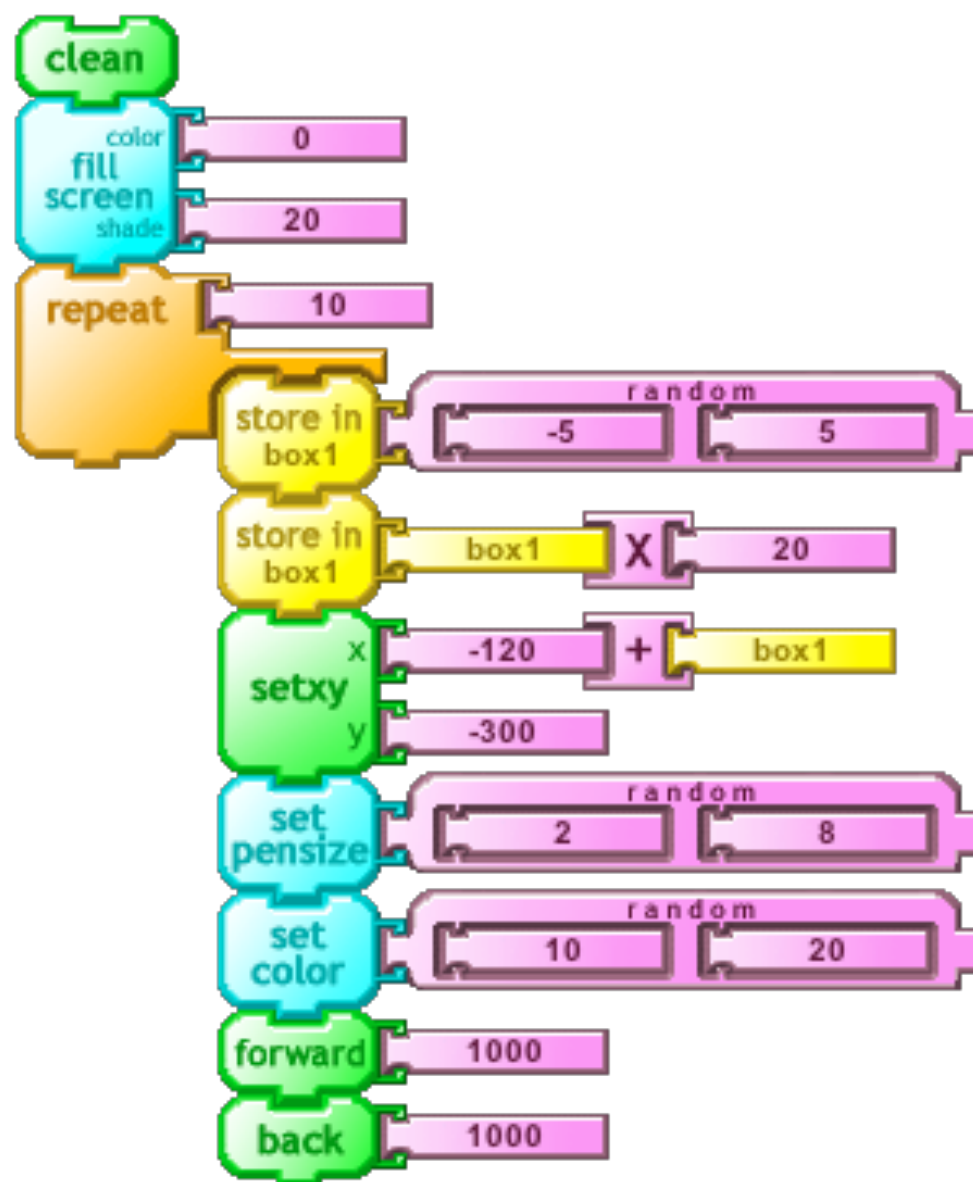 clean
color 0
fill
screen
shade 20
repeat 10
random
store in
box1 -5 5
store in
box1 box1 X 20
x -120 + box1
setxy
y -300
random
set
pensize 2 8
random
set
color 10 20
forward 1000
back 1000